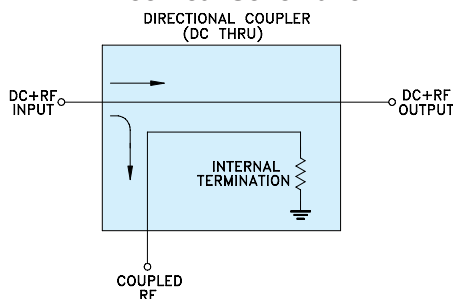 DIRECTIONAL COUPLER
(DC THRU)
DC+RF
INPUT
DC+RF
OUTPUT
INTERNAL
TERMINATION
COUPLED
RF